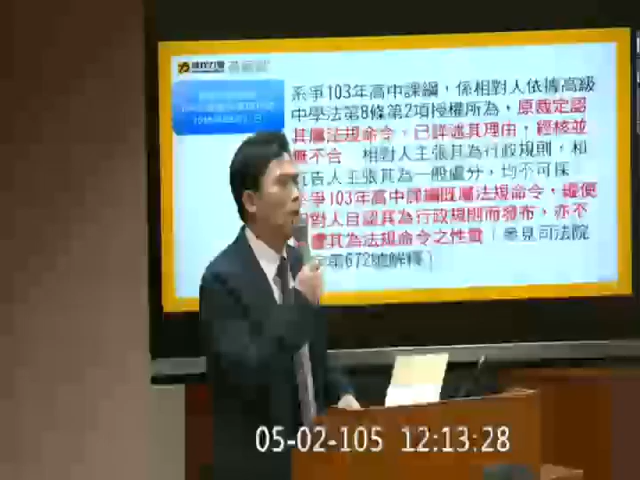 時代力量
系爭103年高中課綱，係相對人依據高級
中學法第8條第2項授權所為，原裁定認
其屬法規命令，已詳述其理由，經核並
無不合　相對人主張其為行政規則，和
告人主張其為一般處分，均不可採
爭103年高中課綱既屬法規命令，縱使
相對人自認其為行政規則而發布，亦不
其為法規命令之性質（參見司法院
第672號解釋）
05-02-105 12:13:28